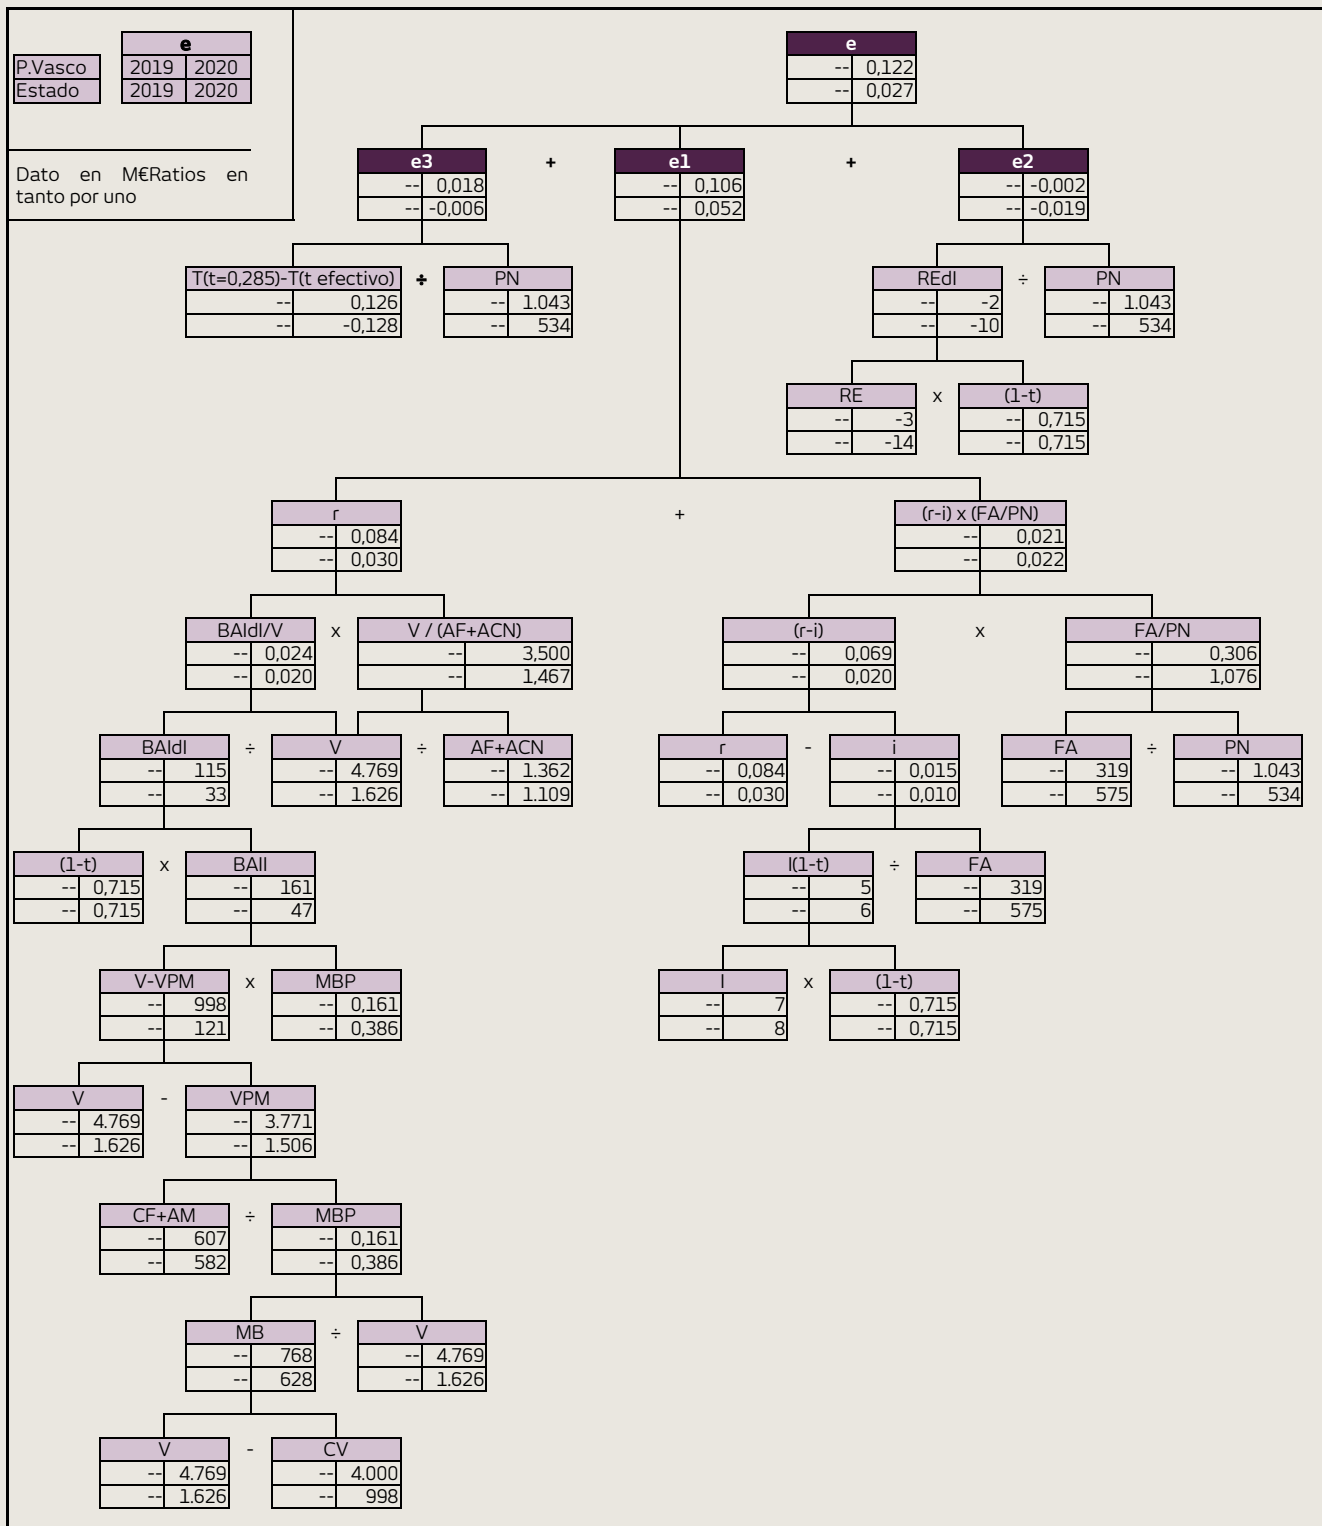 e
P.Vasco 2019 2020
Estado 2019 2020
Dato en M€Ratios en
tanto por uno
e
-- 0,122
-- 0,027
e3 + e1 + e2
-- 0,018 -- 0,106 -- -0,002
-- -0,006 -- 0,052 -- -0,019
T(t=0,285)-T(t efectivo) ÷ PN REdI ÷ PN
-- 0,126 -- 1.043 -- -2 -- 1.043
-- -0,128 -- 534 -- -10 -- 534
RE x (1-t)
-- -3 -- 0,715
-- -14 -- 0,715
r + (r-i) x (FA/PN)
-- 0,084 -- 0,021
-- 0,030 -- 0,022
BAIdI/V x V / (AF+ACN) (r-i) x FA/PN
-- 0,024 -- 3,500 -- 0,069 -- 0,306
-- 0,020 -- 1,467 -- 0,020 -- 1,076
BAIdI ÷ V ÷ AF+ACN r - i FA ÷ PN
-- 115 -- 4.769 -- 1.362 -- 0,084 -- 0,015 -- 319 -- 1.043
-- 33 -- 1.626 -- 1.109 -- 0,030 -- 0,010 -- 575 -- 534
(1-t) x BAII I(1-t) ÷ FA
-- 0,715 -- 161 -- 5 -- 319
-- 0,715 -- 47 -- 6 -- 575
V-VPM x MBP I x (1-t)
-- 998 -- 0,161 -- 7 -- 0,715
-- 121 -- 0,386 -- 8 -- 0,715
V - VPM
-- 4.769 -- 3.771
-- 1.626 -- 1.506
CF+AM ÷ MBP
-- 607 -- 0,161
-- 582 -- 0,386
MB ÷ V
-- 768 -- 4.769
-- 628 -- 1.626
V - CV
-- 4.769 -- 4.000
-- 1.626 -- 998